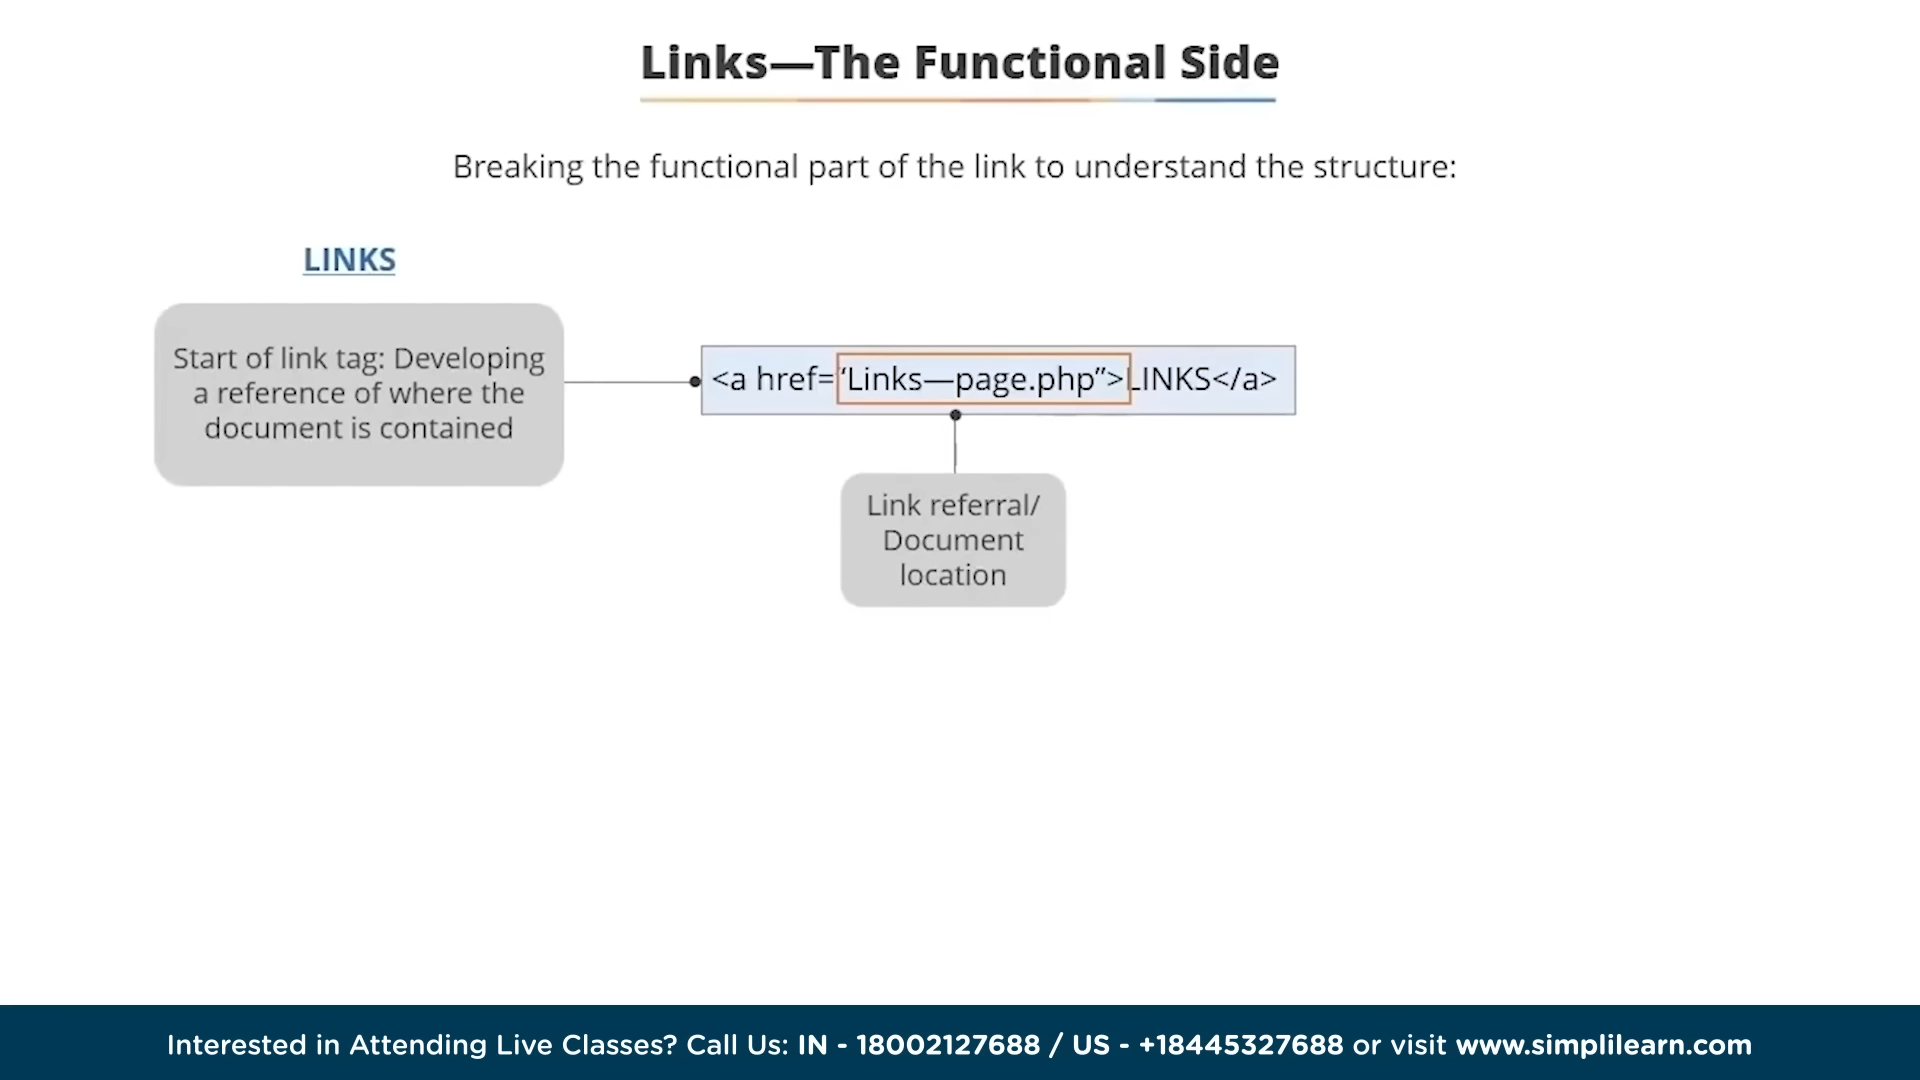 Links—The Functional Side
Breaking the functional part of the link to understand the structure:
LINKS
Start of link tag: Developing
a reference of where the
document is contained
<a href=“Links—page.php”>LINKS</a>
Link referral/
Document
location
Interested in Attending Live Classes? Call Us: IN - 18002127688 / US - +18445327688 or visit www.simplilearn.com